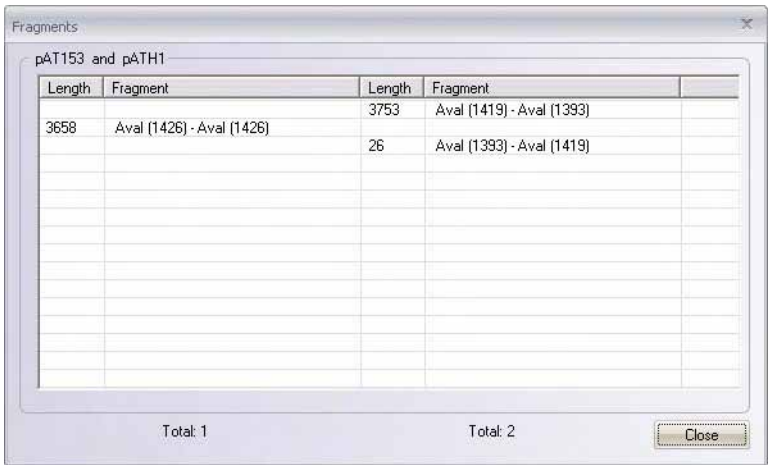 Fragments
pAT153 and pATH1
Length Fragment Length Fragment
3753 AvaI (1419) - AvaI (1393)
3658 AvaI (1426) - AvaI (1426)
26 AvaI (1393) - AvaI (1419)
Total: 1 Total: 2 Close